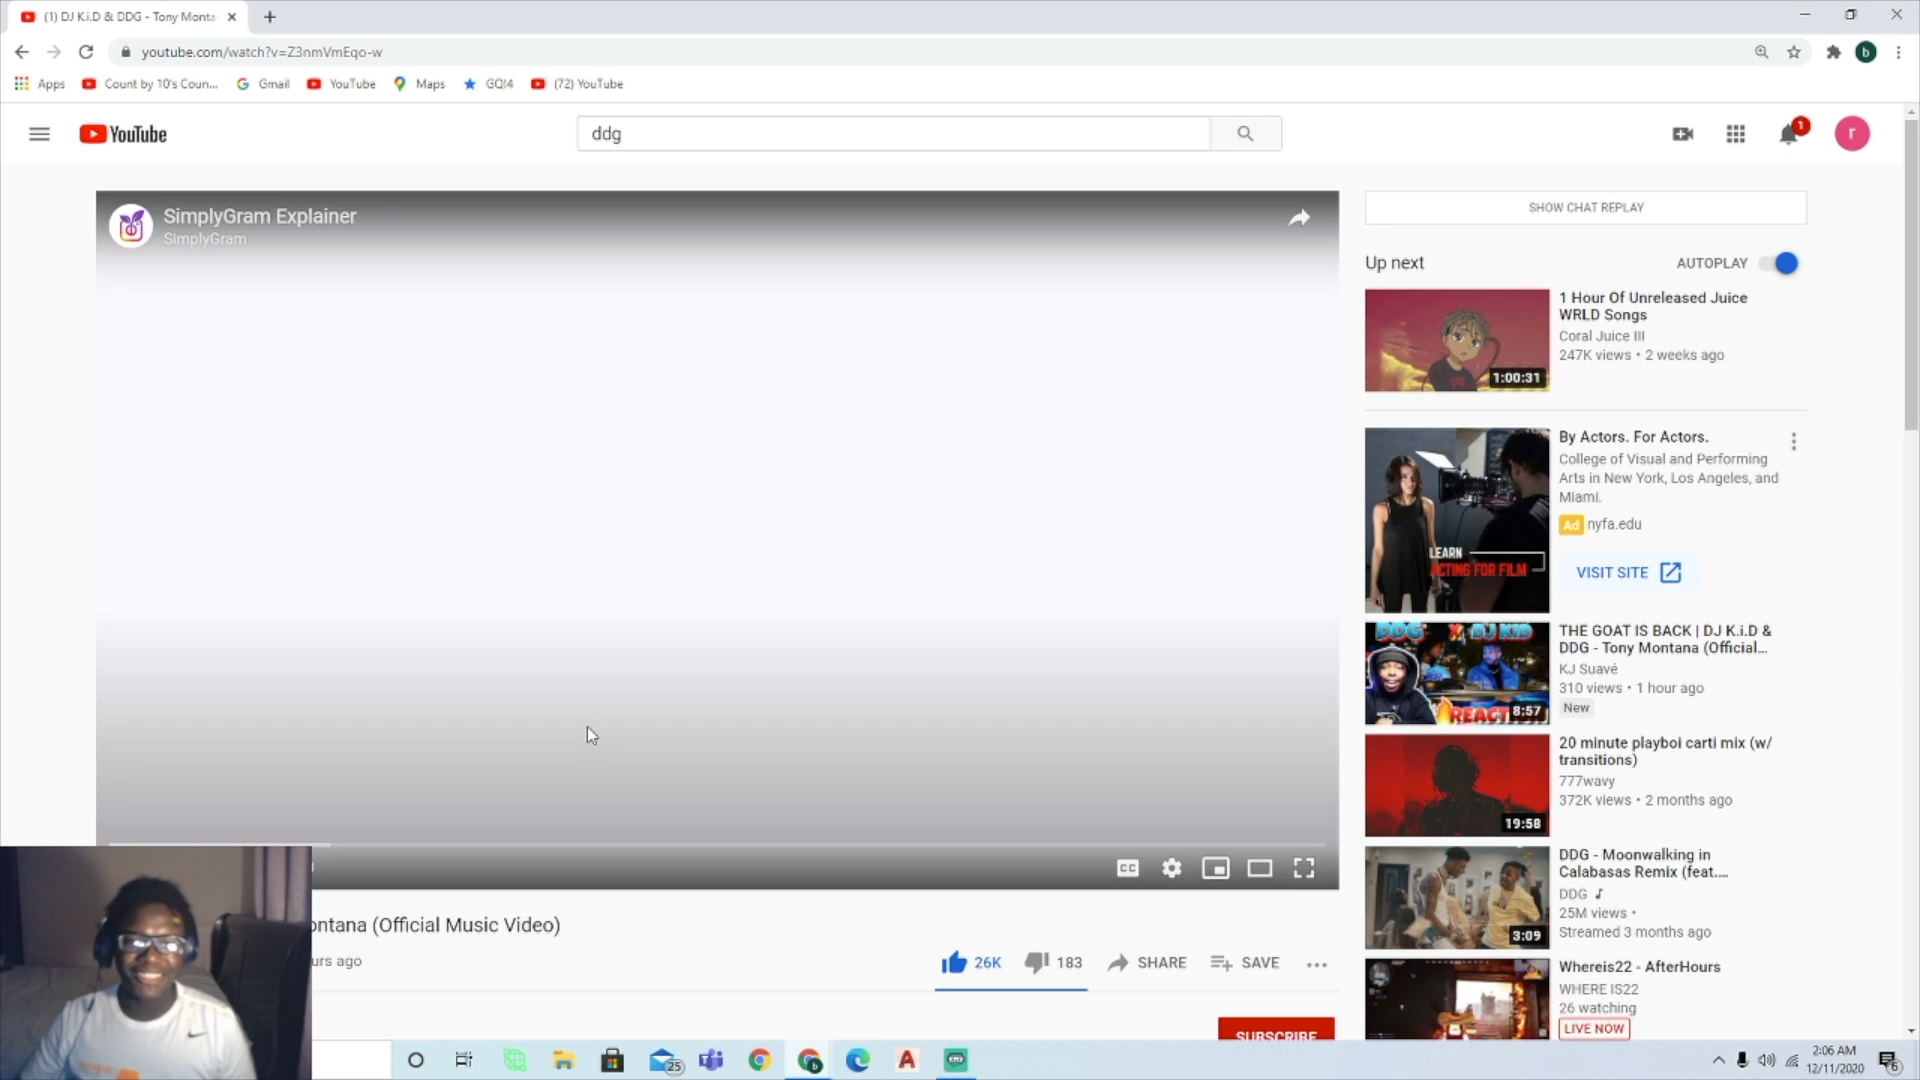 (1) DJ K.i.D & DDG - Tony Monta
youtube.com/watch?v=Z3nmVmEqo-w
b
Apps
Count by 10's Coun...
Gmail
YouTube
Maps
GQ!4
(72) YouTube
YouTube
ddg
1
r
SimplyGram Explainer
SimplyGram
CC
ontana (Official Music Video)
urs ago
26K
183
SHARE
SAVE
SUBSCRIBE
SHOW CHAT REPLAY
Up next
AUTOPLAY
1:00:31
1 Hour Of Unreleased Juice
WRLD Songs
Coral Juice III
247K views • 2 weeks ago
LEARN
ACTING FOR FILM
By Actors. For Actors.
College of Visual and Performing
Arts in New York, Los Angeles, and
Miami.
Ad nyfa.edu
VISIT SITE
DDG X DJ KID
REACT
8:57
THE GOAT IS BACK | DJ K.i.D &
DDG - Tony Montana (Official...
KJ Suavé
310 views • 1 hour ago
New
19:58
20 minute playboi carti mix (w/
transitions)
777wavy
372K views • 2 months ago
3:09
DDG - Moonwalking in
Calabasas Remix (feat....
DDG
25M views •
Streamed 3 months ago
Whereis22 - AfterHours
WHERE IS22
26 watching
LIVE NOW
25
2:06 AM
12/11/2020
6